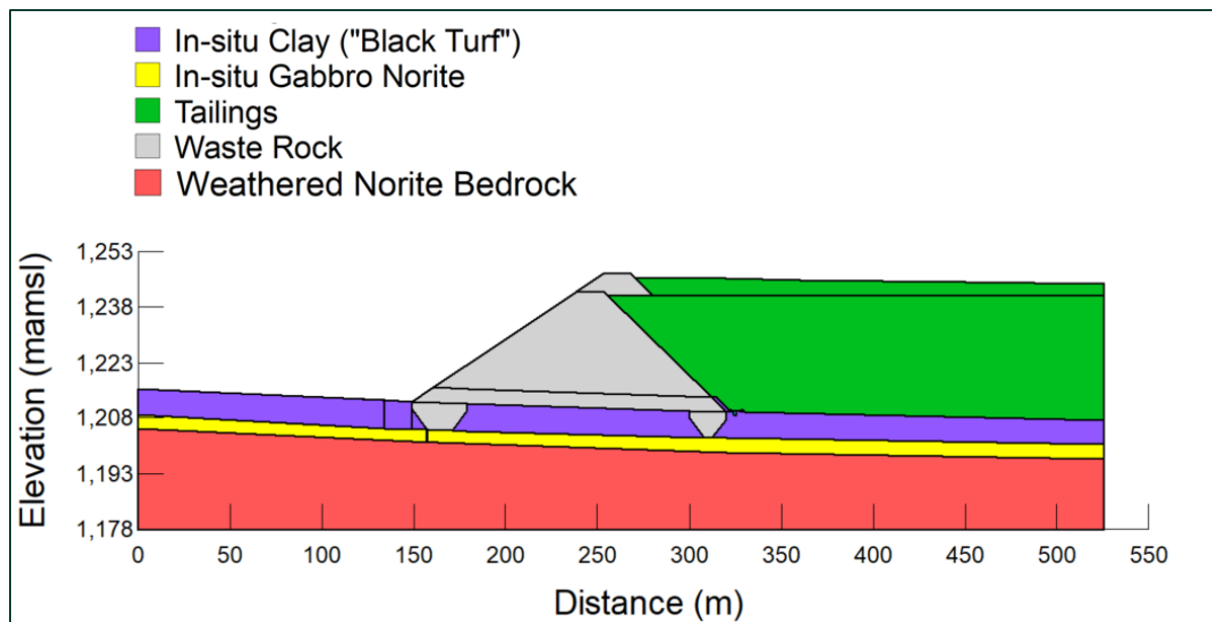 In-situ Clay ("Black Turf")
In-situ Gabbro Norite
Tailings
Waste Rock
Weathered Norite Bedrock
Elevation (mamsl)
1,253
1,238
1,223
1,208
1,193
1,178
0 50 100 150 200 250 300 350 400 450 500 550
Distance (m)